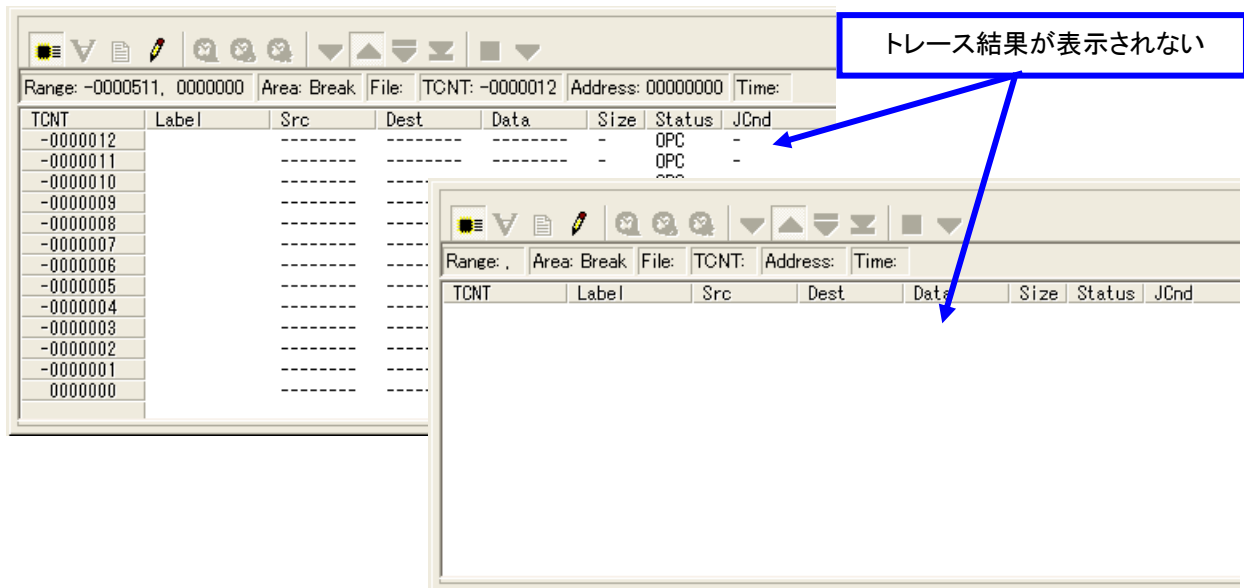 トレース結果が表示されない
Range: -0000511, 0000000 Area: Break File: TCNT: -0000012 Address: 00000000 Time:
TCNT Label Src Dest Data Size Status JCnd
-0000012 -------- -------- -------- - OPC -
-0000011 -------- -------- -------- - OPC -
-0000010 -------- ----
-0000009 -------- ----
-0000008 -------- ----
-0000007 -------- ----
-0000006 -------- ----
-0000005 -------- ----
-0000004 -------- ----
-0000003 -------- ----
-0000002 -------- ----
-0000001 -------- ----
0000000 -------- ----
Range: , Area: Break File: TCNT: Address: Time:
TCNT Label Src Dest Data Size Status JCnd